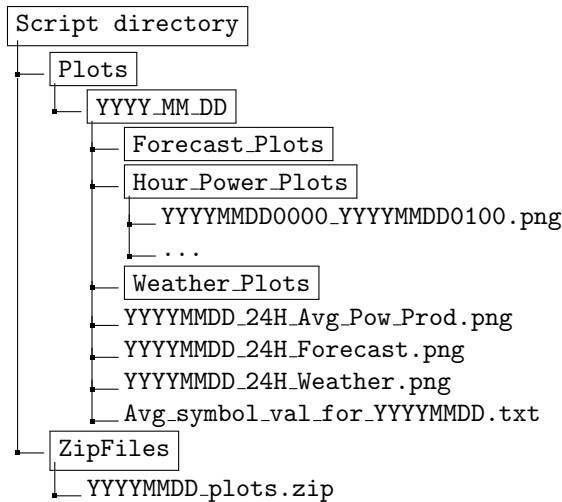 Script directory
Plots
YYYY_MM_DD
Forecast_Plots
Hour_Power_Plots
YYYYMMDD0000_YYYYMMDD0100.png
...
Weather_Plots
YYYYMMDD_24H_Avg_Pow_Prod.png
YYYYMMDD_24H_Forecast.png
YYYYMMDD_24H_Weather.png
Avg_symbol_val_for_YYYYMMDD.txt
ZipFiles
YYYYMMDD_plots.zip